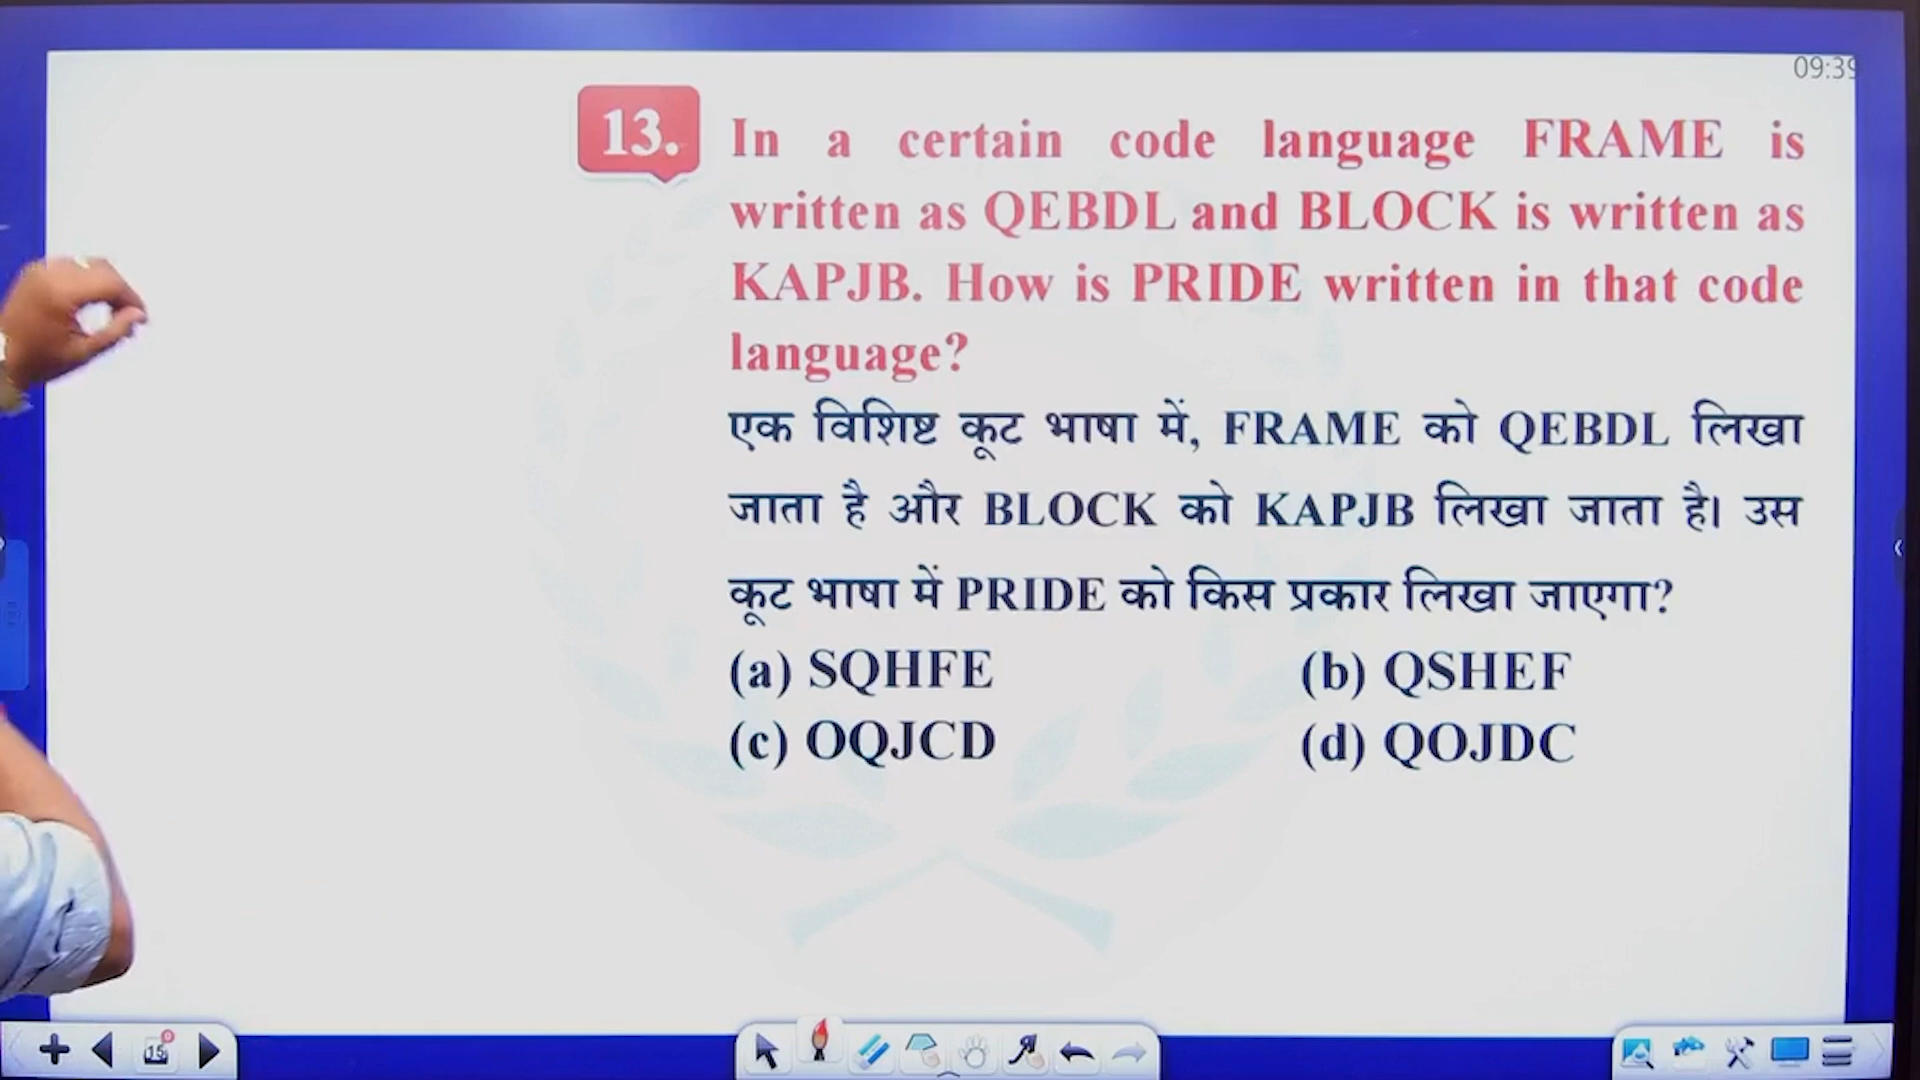 09:39
13. In a certain code language FRAME is
written as QEBDL and BLOCK is written as
KAPJB. How is PRIDE written in that code
language?
एक विशिष्ट कूट भाषा में, FRAME को QEBDL लिखा
जाता है और BLOCK को KAPJB लिखा जाता है। उस
कूट भाषा में PRIDE को किस प्रकार लिखा जाएगा?
(a) SQHFE (b) QSHEF
(c) OQJCD (d) QOJDC
15